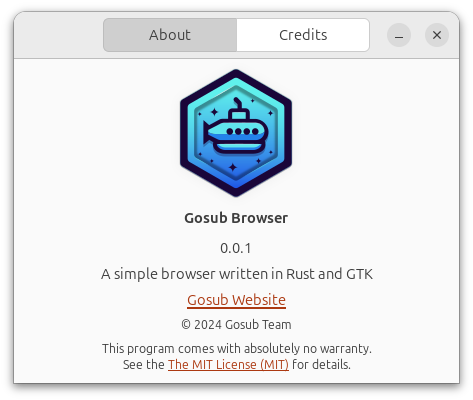 About Credits
Gosub Browser
0.0.1
A simple browser written in Rust and GTK
Gosub Website
© 2024 Gosub Team
This program comes with absolutely no warranty.
See the The MIT License (MIT) for details.